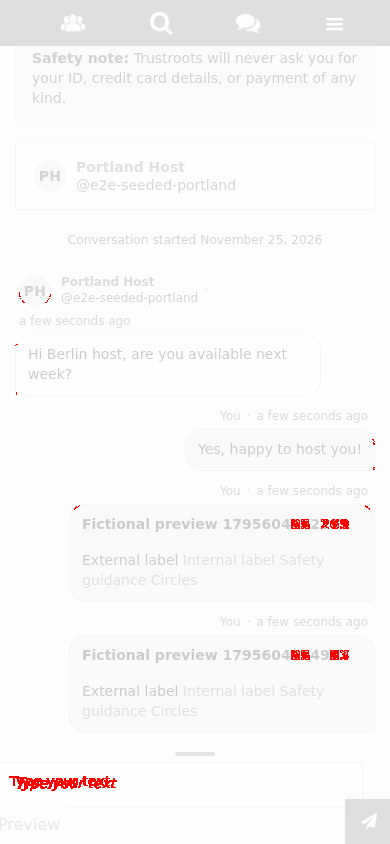 Safety note: Trustroots will never ask you for
your ID, credit card details, or payment of any
kind.
PH
Portland Host
@e2e-seeded-portland
Conversation started November 25, 2026
PH
Portland Host
@e2e-seeded-portland
a few seconds ago
Hi Berlin host, are you available next
week?
You · a few seconds ago
Yes, happy to host you!
You · a few seconds ago
Fictional preview
External label Internal label Safety
guidance Circles
You · a few seconds ago
Fictional preview
External label Internal label Safety
guidance Circles
Type your text
Preview